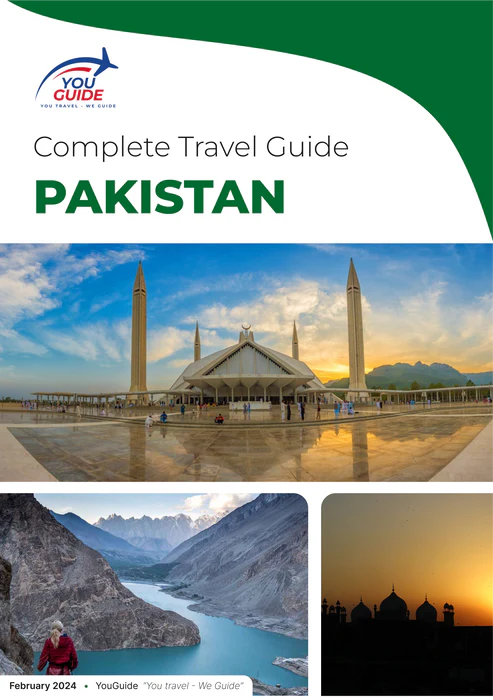 YOU
GUIDE
YOU TRAVEL - WE GUIDE
Complete Travel Guide
PAKISTAN
February 2024 • YouGuide "You travel - We Guide"